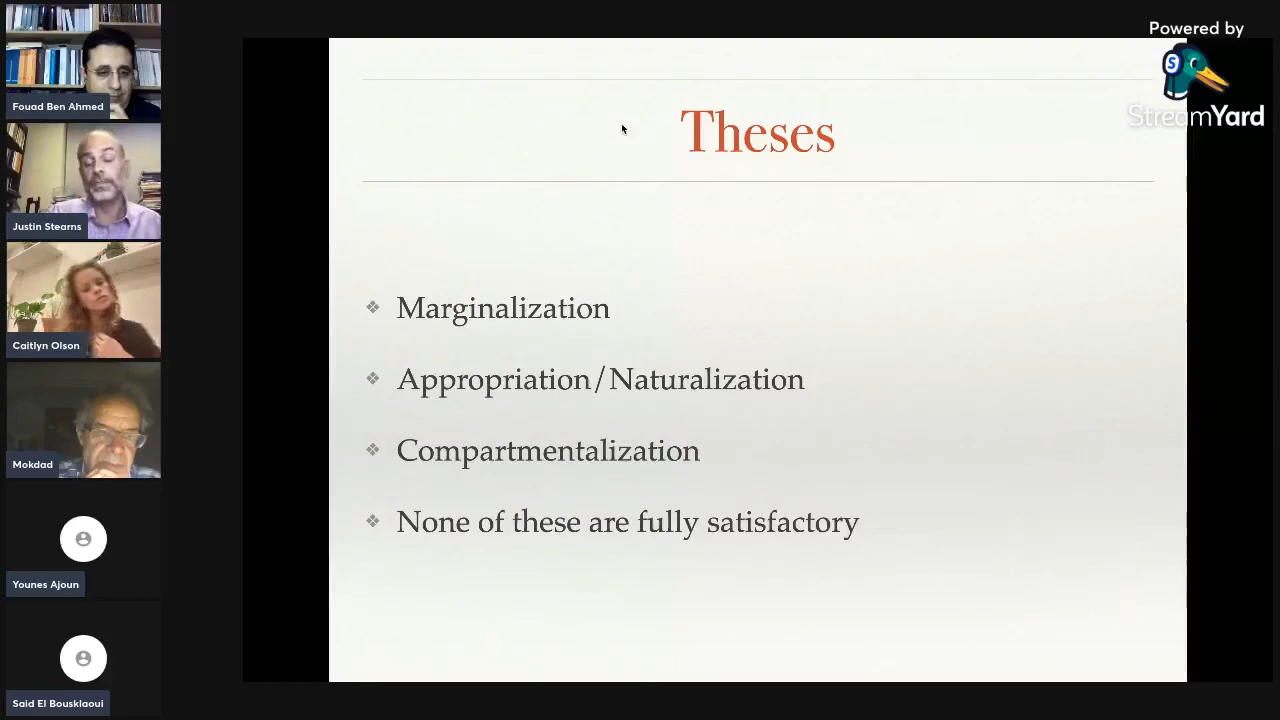 Fouad Ben Ahmed
Justin Stearns
Caitlyn Olson
Mokdad
Younes Ajoun
Said El Bousklaoui
Powered by
S
StreamYard
Theses
❖ Marginalization
❖ Appropriation/Naturalization
❖ Compartmentalization
❖ None of these are fully satisfactory